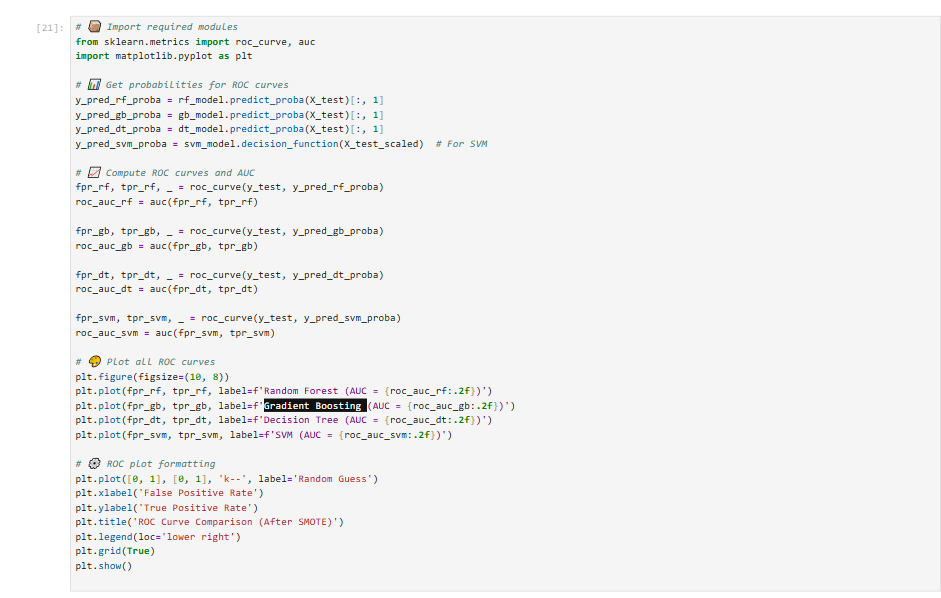 [21]:
# 📦 Import required modules
from sklearn.metrics import roc_curve, auc
import matplotlib.pyplot as plt
# 📊 Get probabilities for ROC curves
y_pred_rf_proba = rf_model.predict_proba(X_test)[:, 1]
y_pred_gb_proba = gb_model.predict_proba(X_test)[:, 1]
y_pred_dt_proba = dt_model.predict_proba(X_test)[:, 1]
y_pred_svm_proba = svm_model.decision_function(X_test_scaled)  # For SVM
# 📈 Compute ROC curves and AUC
fpr_rf, tpr_rf, _ = roc_curve(y_test, y_pred_rf_proba)
roc_auc_rf = auc(fpr_rf, tpr_rf)
fpr_gb, tpr_gb, _ = roc_curve(y_test, y_pred_gb_proba)
roc_auc_gb = auc(fpr_gb, tpr_gb)
fpr_dt, tpr_dt, _ = roc_curve(y_test, y_pred_dt_proba)
roc_auc_dt = auc(fpr_dt, tpr_dt)
fpr_svm, tpr_svm, _ = roc_curve(y_test, y_pred_svm_proba)
roc_auc_svm = auc(fpr_svm, tpr_svm)
# 🎨 Plot all ROC curves
plt.figure(figsize=(10, 8))
plt.plot(fpr_rf, tpr_rf, label=f'Random Forest (AUC = {roc_auc_rf:.2f})')
plt.plot(fpr_gb, tpr_gb, label=f'Gradient Boosting (AUC = {roc_auc_gb:.2f})')
plt.plot(fpr_dt, tpr_dt, label=f'Decision Tree (AUC = {roc_auc_dt:.2f})')
plt.plot(fpr_svm, tpr_svm, label=f'SVM (AUC = {roc_auc_svm:.2f})')
# ⚙️ ROC plot formatting
plt.plot([0, 1], [0, 1], 'k--', label='Random Guess')
plt.xlabel('False Positive Rate')
plt.ylabel('True Positive Rate')
plt.title('ROC Curve Comparison (After SMOTE)')
plt.legend(loc='lower right')
plt.grid(True)
plt.show()